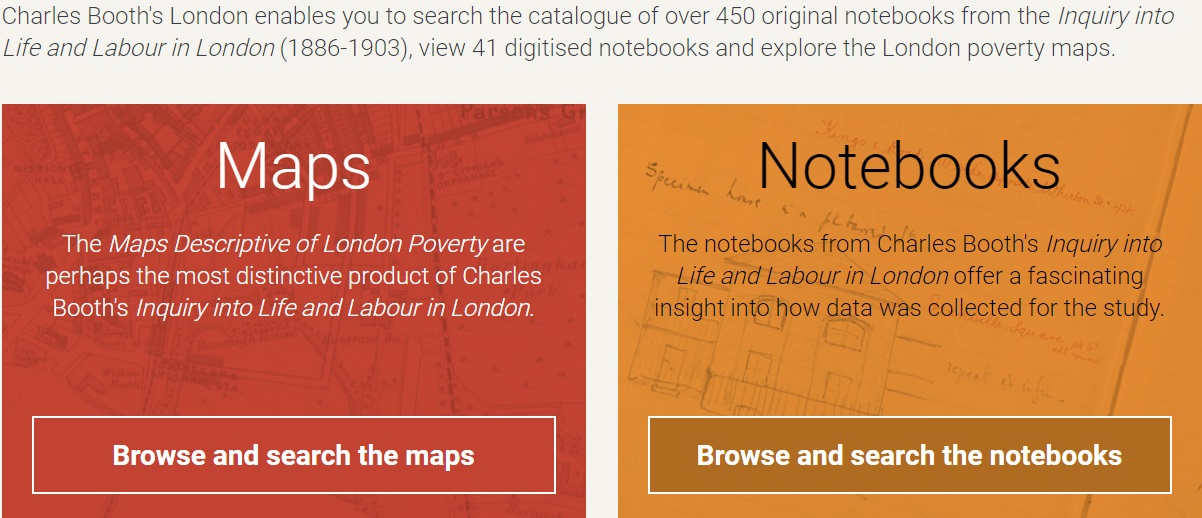 Charles Booth's London enables you to search the catalogue of over 450 original notebooks from the Inquiry into
Life and Labour in London (1886-1903), view 41 digitised notebooks and explore the London poverty maps.
Maps
The Maps Descriptive of London Poverty are
perhaps the most distinctive product of Charles
Booth's Inquiry into Life and Labour in London.
Browse and search the maps
Notebooks
Specimen house in a
The notebooks from Charles Booth's Inquiry into
Life and Labour in London offer a fascinating
insight into how data was collected for the study.
Browse and search the notebooks